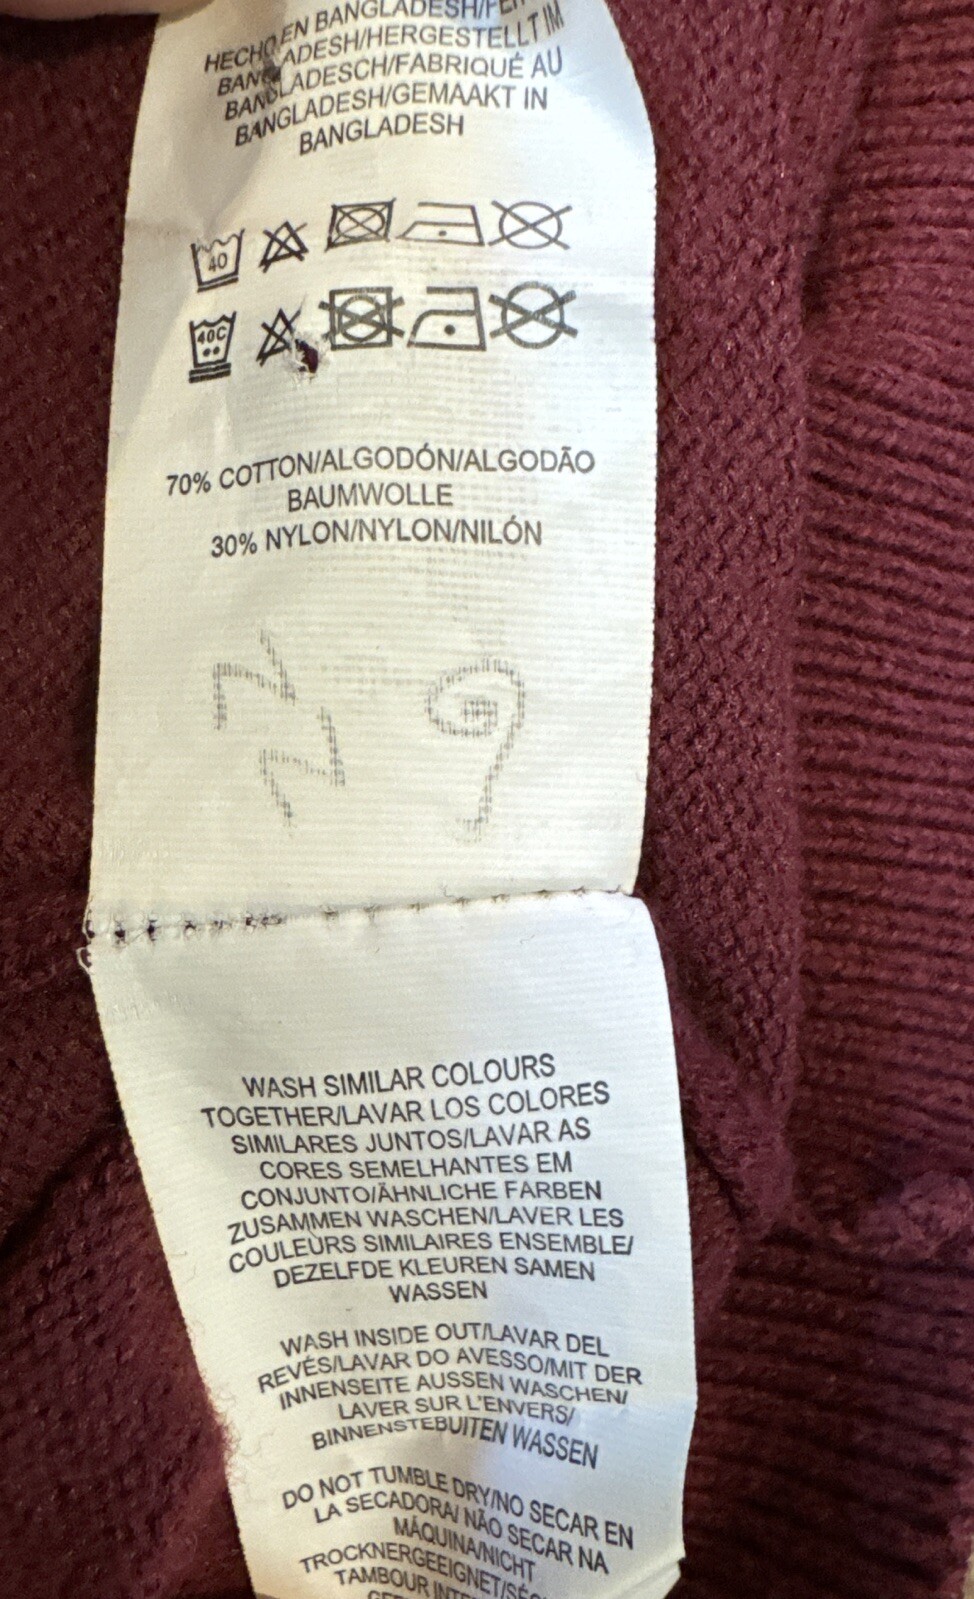 HECHO EN BANGLADESH/
BANGLADESH/HERGESTELLT IM
BANGLADESCH/FABRIQUÉ AU
BANGLADESH/GEMAAKT IN
BANGLADESH
40
40C
70% COTTON/ALGODÓN/ALGODÃO
BAUMWOLLE
30% NYLON/NYLON/NILÓN
WASH SIMILAR COLOURS
TOGETHER/LAVAR LOS COLORES
SIMILARES JUNTOS/LAVAR AS
CORES SEMELHANTES EM
CONJUNTO/ÄHNLICHE FARBEN
ZUSAMMEN WASCHEN/LAVER LES
COULEURS SIMILAIRES ENSEMBLE/
DEZELFDE KLEUREN SAMEN
WASSEN
WASH INSIDE OUT/LAVAR DEL
REVÉS/LAVAR DO AVESSO/MIT DER
INNENSEITE AUSSEN WASCHEN/
LAVER SUR L'ENVERS/
BINNENSTEBUITEN WASSEN
DO NOT TUMBLE DRY/NO SECAR EN
LA SECADORA/ NÃO SECAR NA
MÁQUINA/NICHT
TROCKNERGEEIGNET/
TAMBOUR